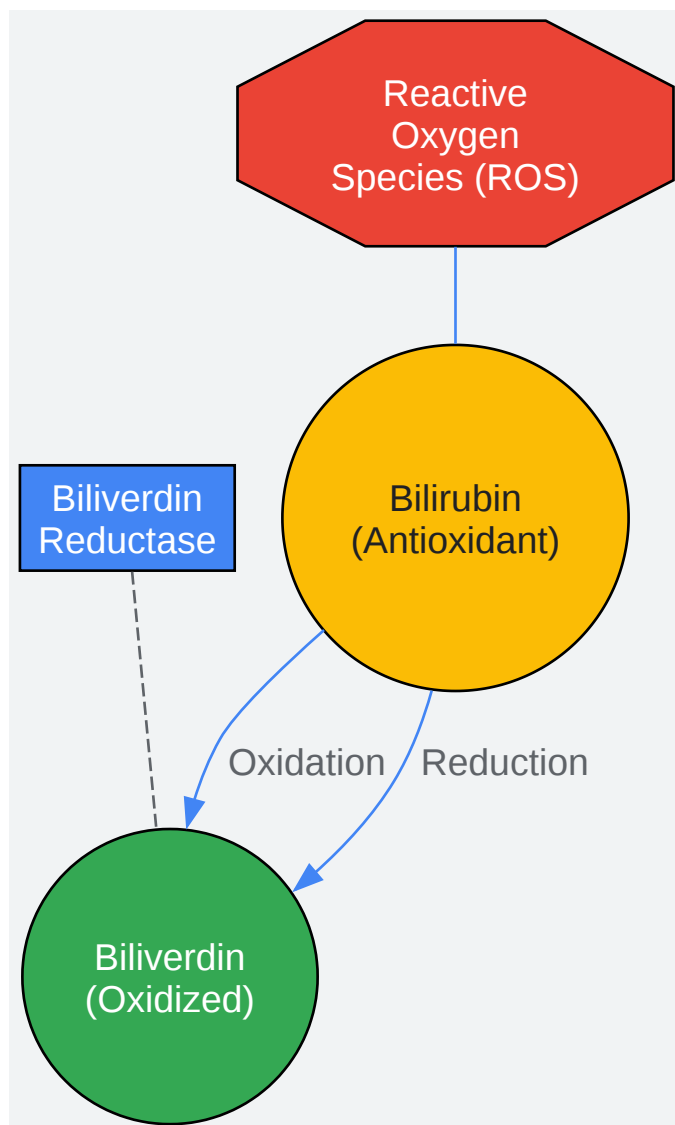 Reactive
Oxygen
Species (ROS)
Bilirubin
(Antioxidant)
Biliverdin
Reductase
Oxidation
Reduction
Biliverdin
(Oxidized)